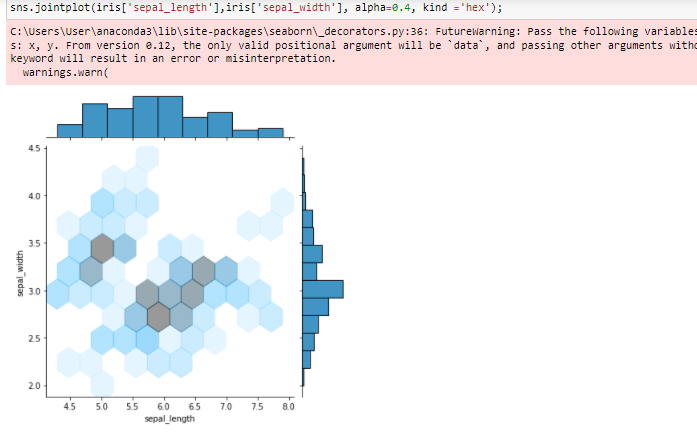 sns.jointplot(iris['sepal_length'],iris['sepal_width'], alpha=0.4, kind ='hex');
C:\Users\User\anaconda3\lib\site-packages\seaborn\_decorators.py:36: FutureWarning: Pass the following variables
s: x, y. From version 0.12, the only valid positional argument will be `data`, and passing other arguments witho
keyword will result in an error or misinterpretation.
warnings.warn(
4.5
4.0
3.5
3.0
2.5
2.0
sepal_width
4.5 5.0 5.5 6.0 6.5 7.0 7.5 8.0
sepal_length